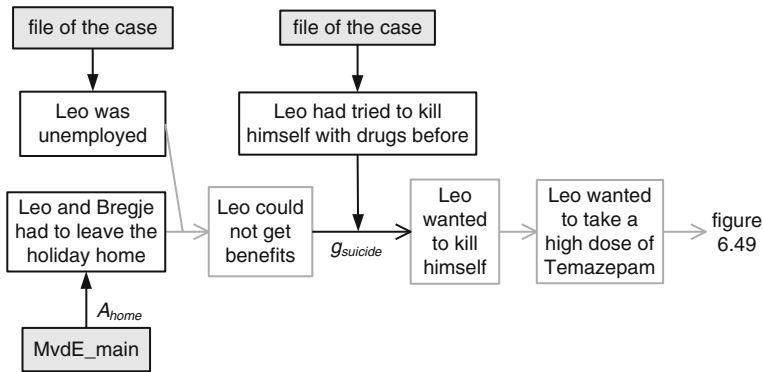 file of the case
file of the case
Leo was
unemployed
Leo had tried to kill
himself with drugs before
Leo and Bregje
had to leave the
holiday home
Leo could
not get
benefits
g_suicide
Leo
wanted
to kill
himself
Leo wanted
to take a
high dose of
Temazepam
figure
6.49
A_home
MvdE_main